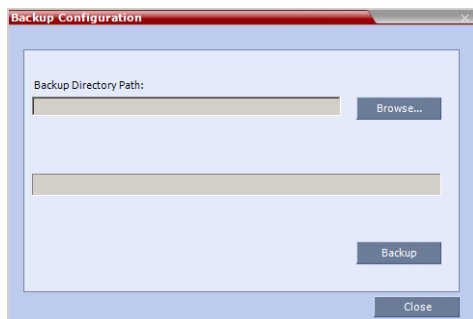 Backup Configuration
Backup Directory Path:
Browse...
Backup
Close